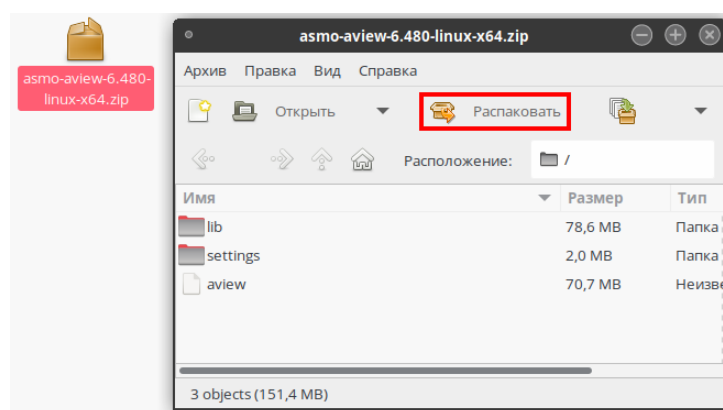 asmo-aview-6.480-
linux-x64.zip
asmo-aview-6.480-linux-x64.zip
Архив Правка Вид Справка
Открыть Распаковать
Расположение: /
Имя Размер Тип
lib 78,6 MB Папка
settings 2,0 MB Папка
aview 70,7 MB Неизве
3 objects (151,4 MB)